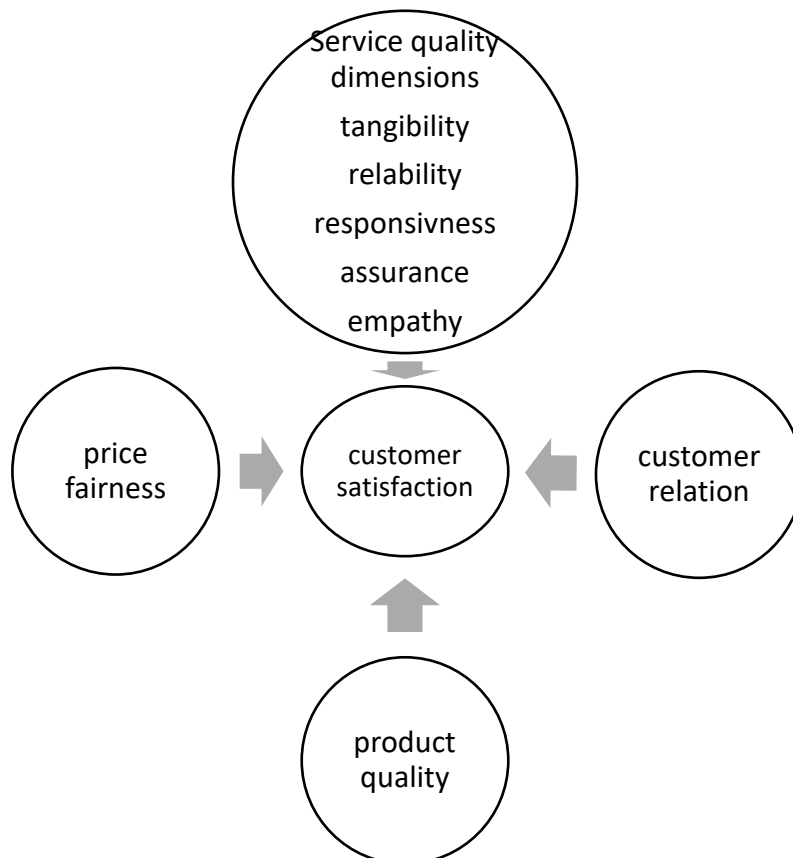 Service quality
dimensions
tangibility
relability
responsivness
assurance
empathy
price
fairness
customer
satisfaction
customer
relation
product
quality